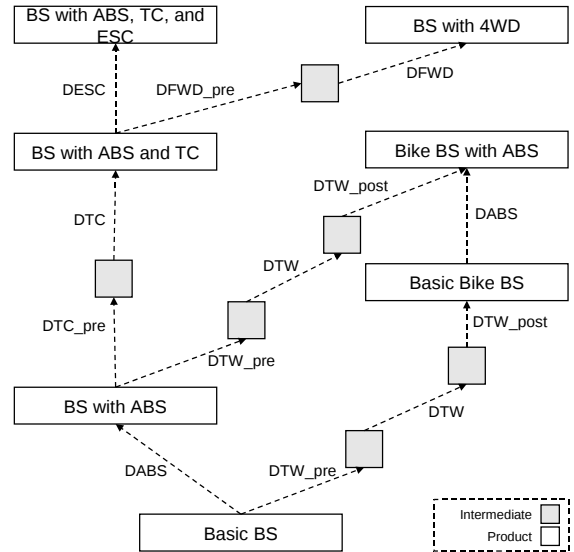 BS with ABS, TC, and
ESC
BS with 4WD
DESC
DFWD_pre
DFWD
BS with ABS and TC
Bike BS with ABS
DTW_post
DTC
DABS
DTW
Basic Bike BS
DTC_pre
DTW_pre
DTW_post
BS with ABS
DTW
DABS
DTW_pre
Basic BS
Intermediate
Product